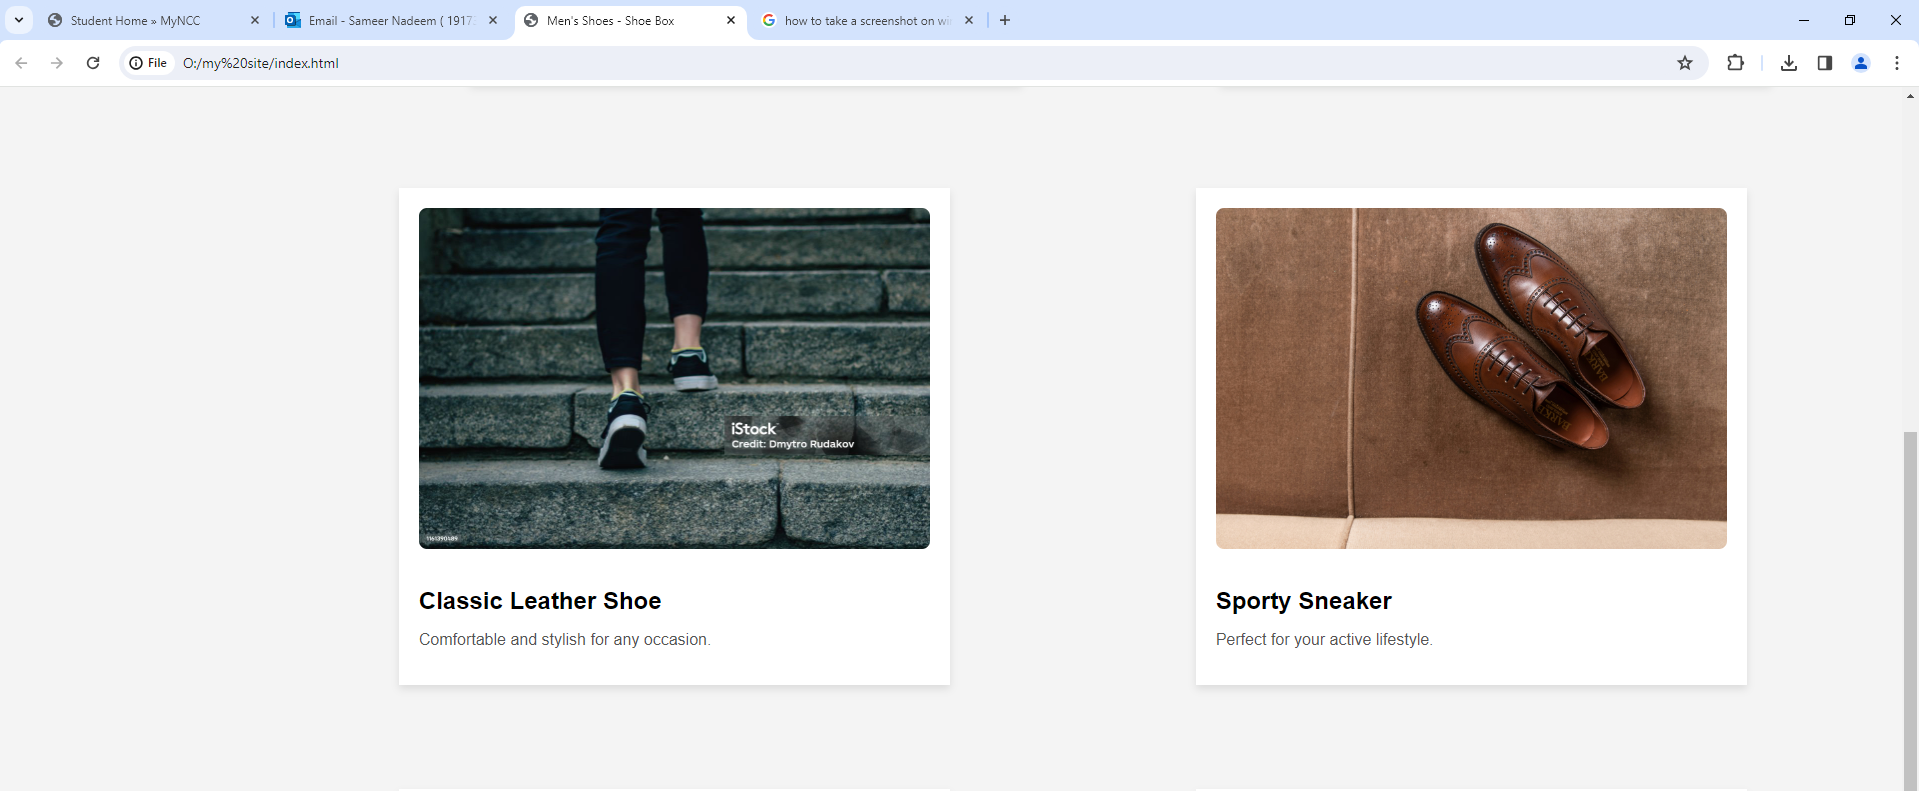 Student Home » MyNCC
Email - Sameer Nadeem ( 1917
Men's Shoes - Shoe Box
how to take a screenshot on wi
File
O:/my%20site/index.html
iStock
Credit: Dmytro Rudakov
1161390485
Classic Leather Shoe
Comfortable and stylish for any occasion.
Sporty Sneaker
Perfect for your active lifestyle.